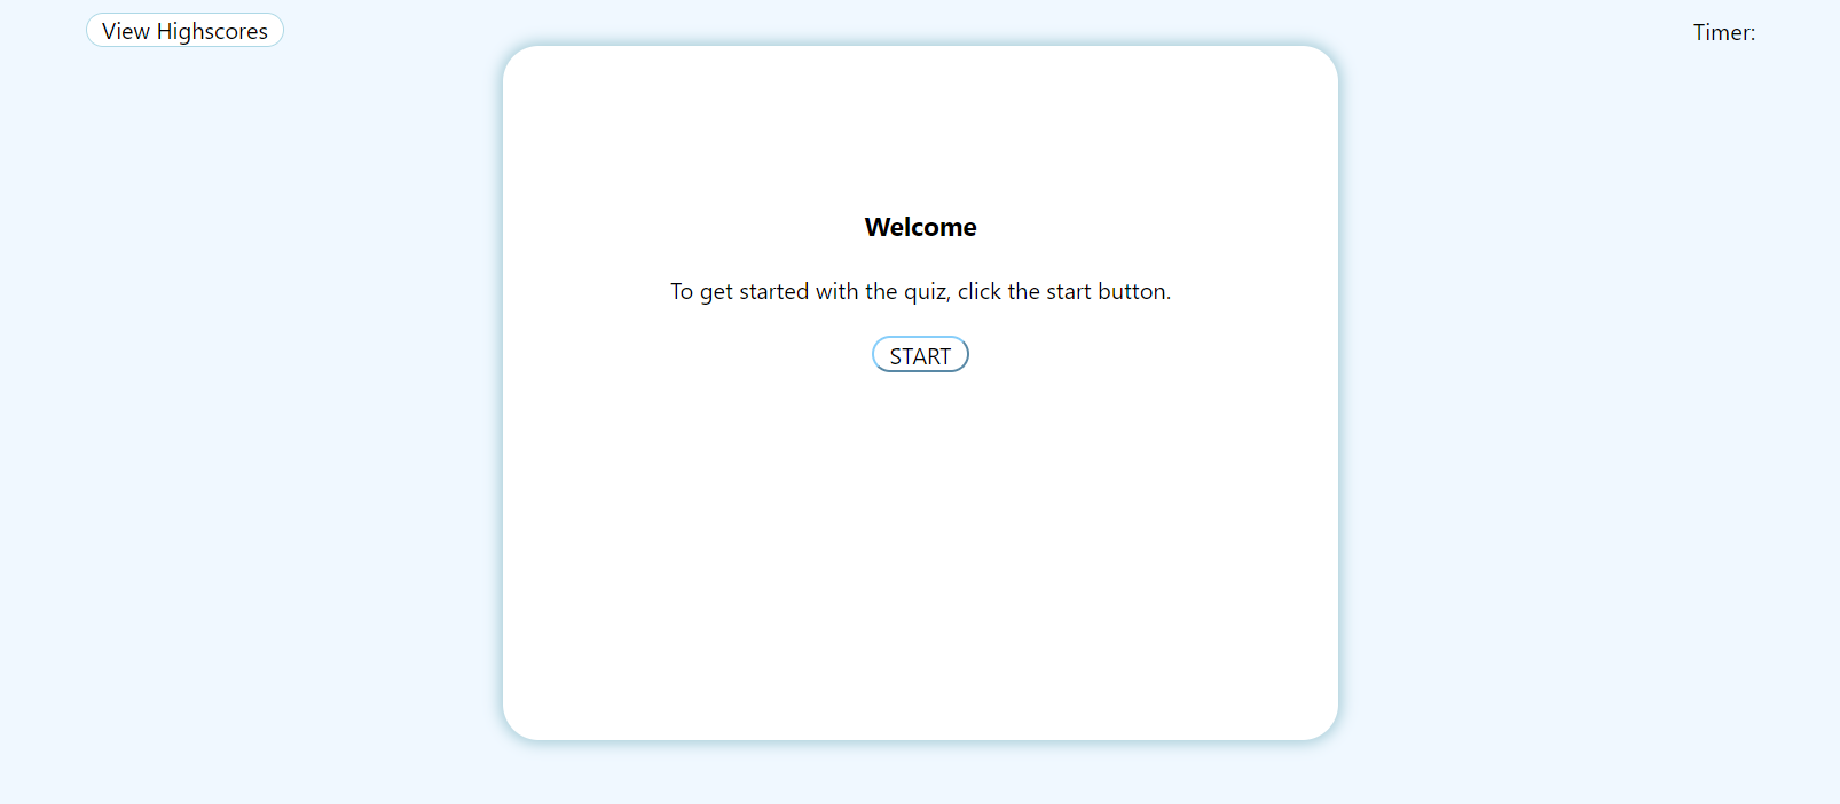 View Highscores
Timer:
Welcome
To get started with the quiz, click the start button.
START